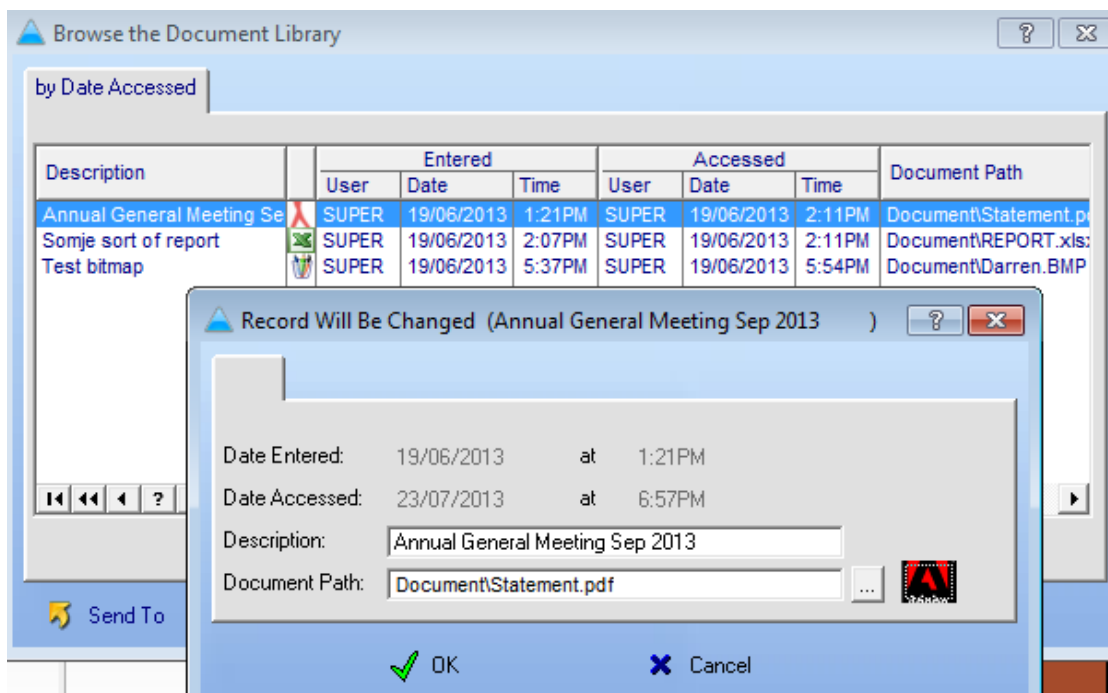 Browse the Document Library
by Date Accessed
Description Entered Accessed Document Path
User Date Time User Date Time
Annual General Meeting Se SUPER 19/06/2013 1:21PM SUPER 19/06/2013 2:11PM Document\Statement.pd
Somje sort of report SUPER 19/06/2013 2:07PM SUPER 19/06/2013 2:11PM Document\REPORT.xls
Test bitmap SUPER 19/06/2013 5:37PM SUPER 19/06/2013 5:54PM Document\Darren.BMP
Record Will Be Changed (Annual General Meeting Sep 2013 )
Date Entered: 19/06/2013 at 1:21PM
Date Accessed: 23/07/2013 at 6:57PM
Description: Annual General Meeting Sep 2013
Document Path: Document\Statement.pdf ...
Send To
OK Cancel